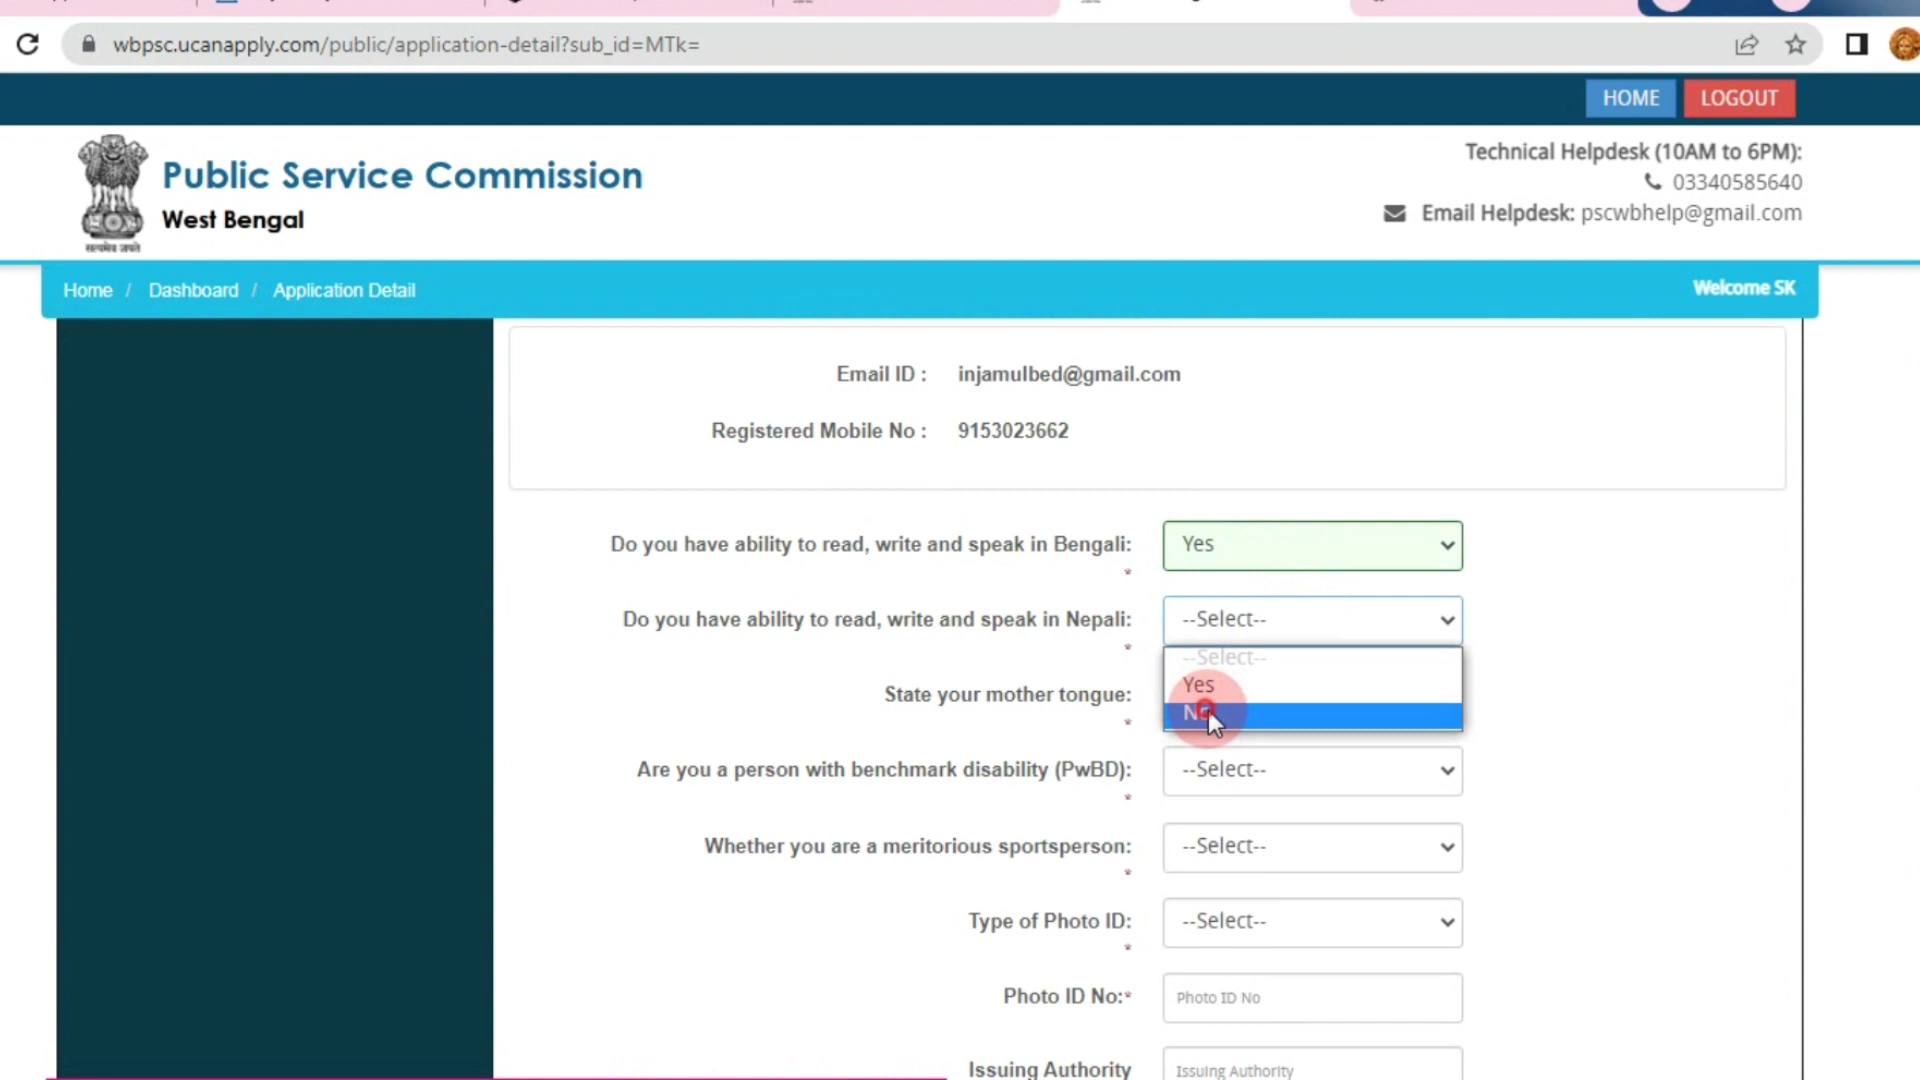 wbpsc.ucanapply.com/public/application-detail?sub_id=MTk=
HOME LOGOUT
Public Service Commission
West Bengal
सत्यमेव जयते
Technical Helpdesk (10AM to 6PM):
03340585640
Email Helpdesk: pscwbhelp@gmail.com
Home / Dashboard / Application Detail
Welcome SK
Email ID : injamulbed@gmail.com
Registered Mobile No : 9153023662
Do you have ability to read, write and speak in Bengali: Yes
*
Do you have ability to read, write and speak in Nepali: --Select--
*
--Select--
Yes
No
State your mother tongue:
*
Are you a person with benchmark disability (PwBD): --Select--
*
Whether you are a meritorious sportsperson: --Select--
*
Type of Photo ID: --Select--
*
Photo ID No:* Photo ID No
Issuing Authority Issuing Authority